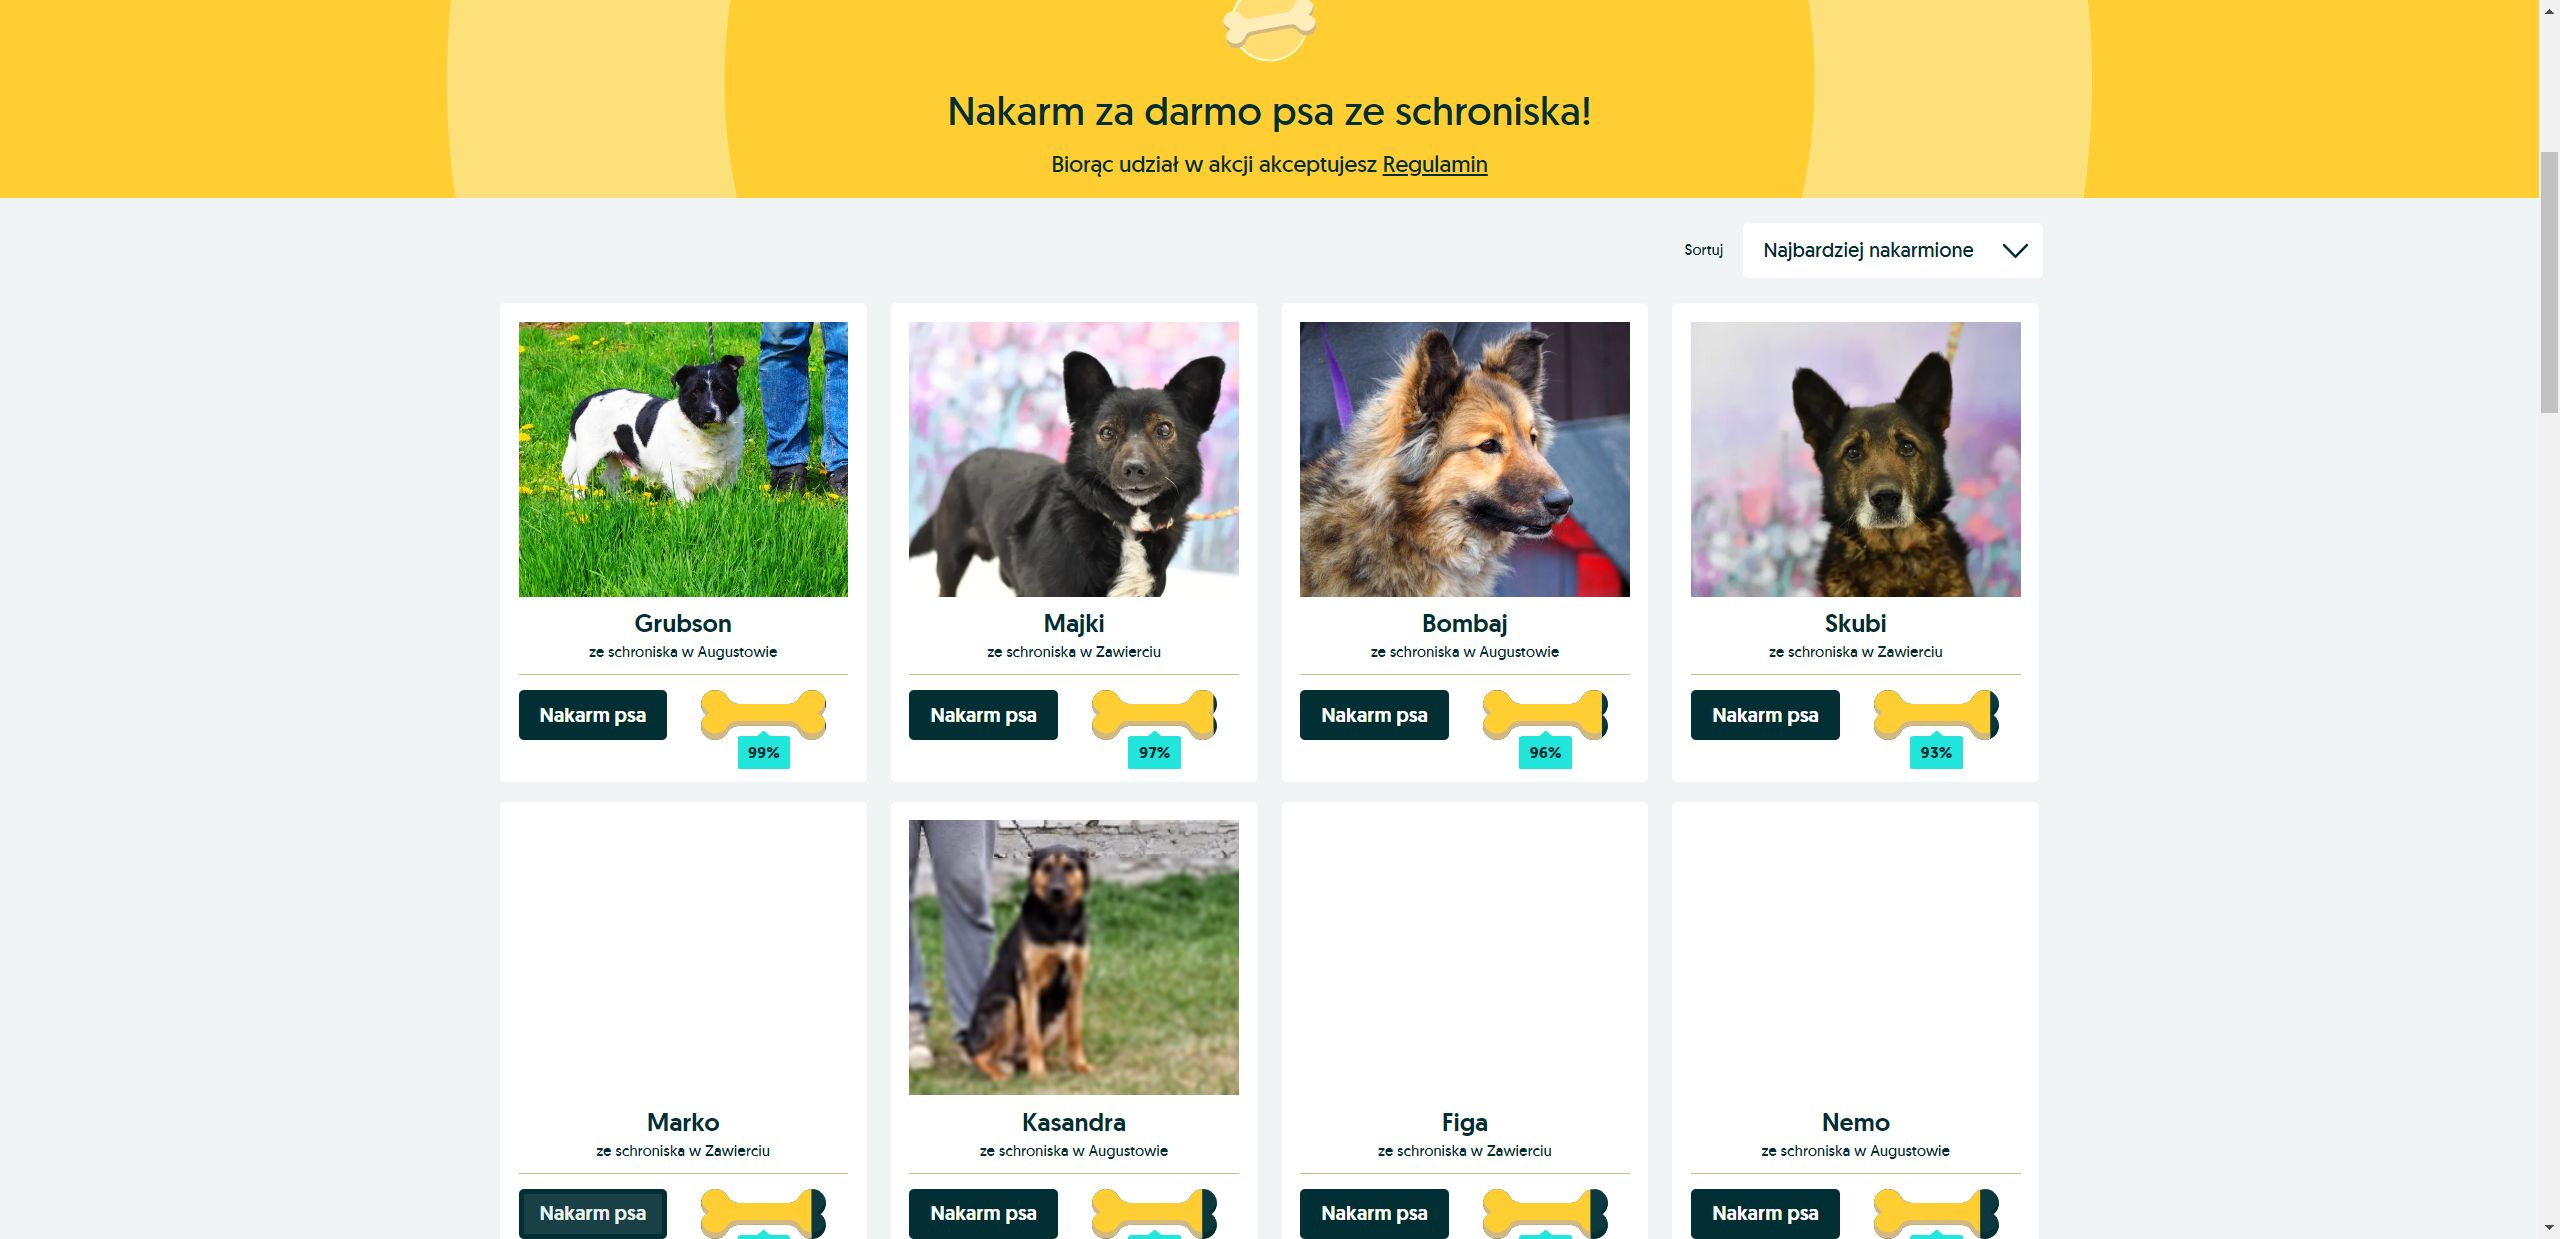 Nakarm za darmo psa ze schroniska!
Biorąc udział w akcji akceptujesz Regulamin
Sortuj
Najbardziej nakarmione
Grubson
ze schroniska w Augustowie
Nakarm psa
99%
Majki
ze schroniska w Zawierciu
Nakarm psa
97%
Bombaj
ze schroniska w Augustowie
Nakarm psa
96%
Skubi
ze schroniska w Zawierciu
Nakarm psa
93%
Marko
ze schroniska w Zawierciu
Nakarm psa
Kasandra
ze schroniska w Augustowie
Nakarm psa
Figa
ze schroniska w Zawierciu
Nakarm psa
Nemo
ze schroniska w Augustowie
Nakarm psa